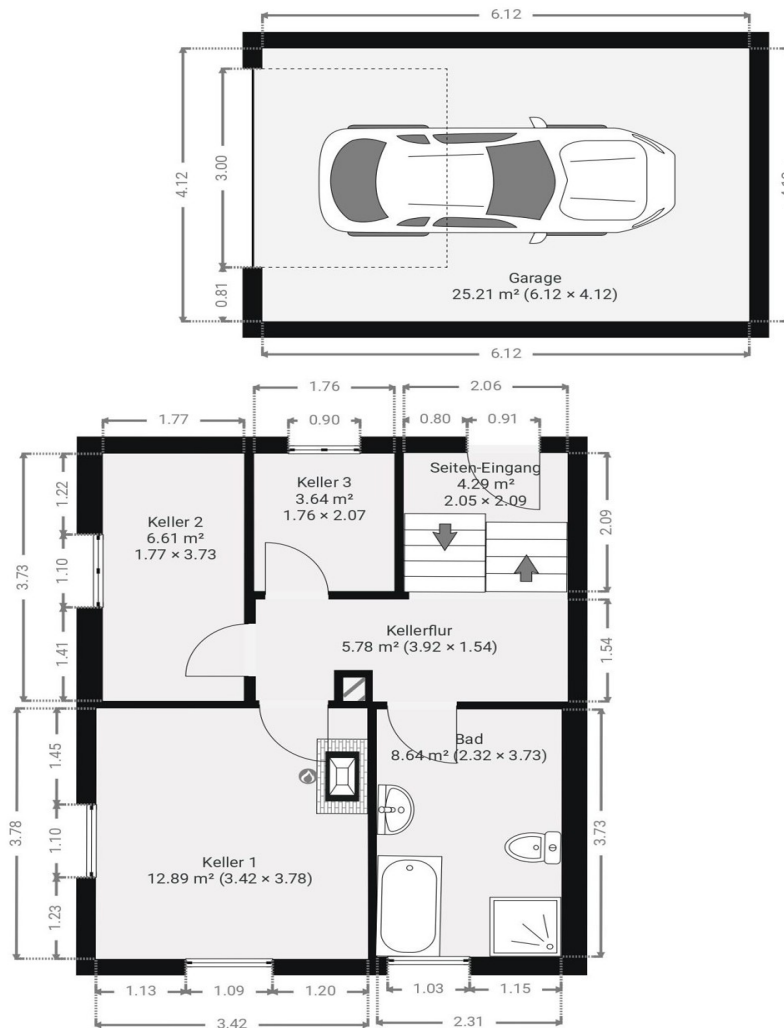 6.12
4.12
3.00
0.81
Garage
25.21 m² (6.12 × 4.12)
6.12
1.76
2.06
1.77
0.90
0.80
0.91
3.73
1.22
1.10
1.41
Keller 2
6.61 m²
1.77 × 3.73
Keller 3
3.64 m²
1.76 × 2.07
Seiten-Eingang
4.29 m²
2.05 × 2.09
2.09
Kellerflur
5.78 m² (3.92 × 1.54)
1.54
3.78
1.45
1.10
1.23
Keller 1
12.89 m² (3.42 × 3.78)
Bad
8.64 m² (2.32 × 3.73)
3.73
1.13
1.09
1.20
1.03
1.15
3.42
2.31